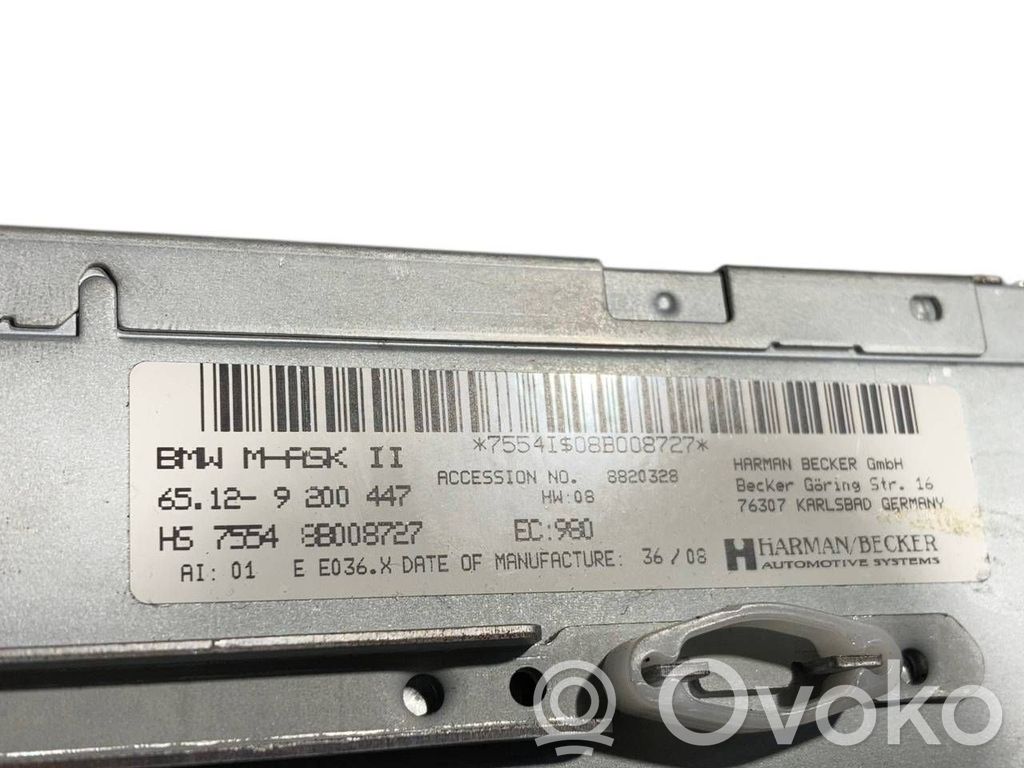 *7554I$08B008727*
BMW M-ASK II
ACCESSION NO. 8820328
HARMAN BECKER GmbH
65.12- 9 200 447
HW:08
Becker Göring Str. 16
76307 KARLSBAD GERMANY
HS 7554 8B008727
EC:980
AI: 01 E E036.X DATE OF MANUFACTURE: 36/08
HARMAN/BECKER
AUTOMOTIVE SYSTEMS
Ovoko